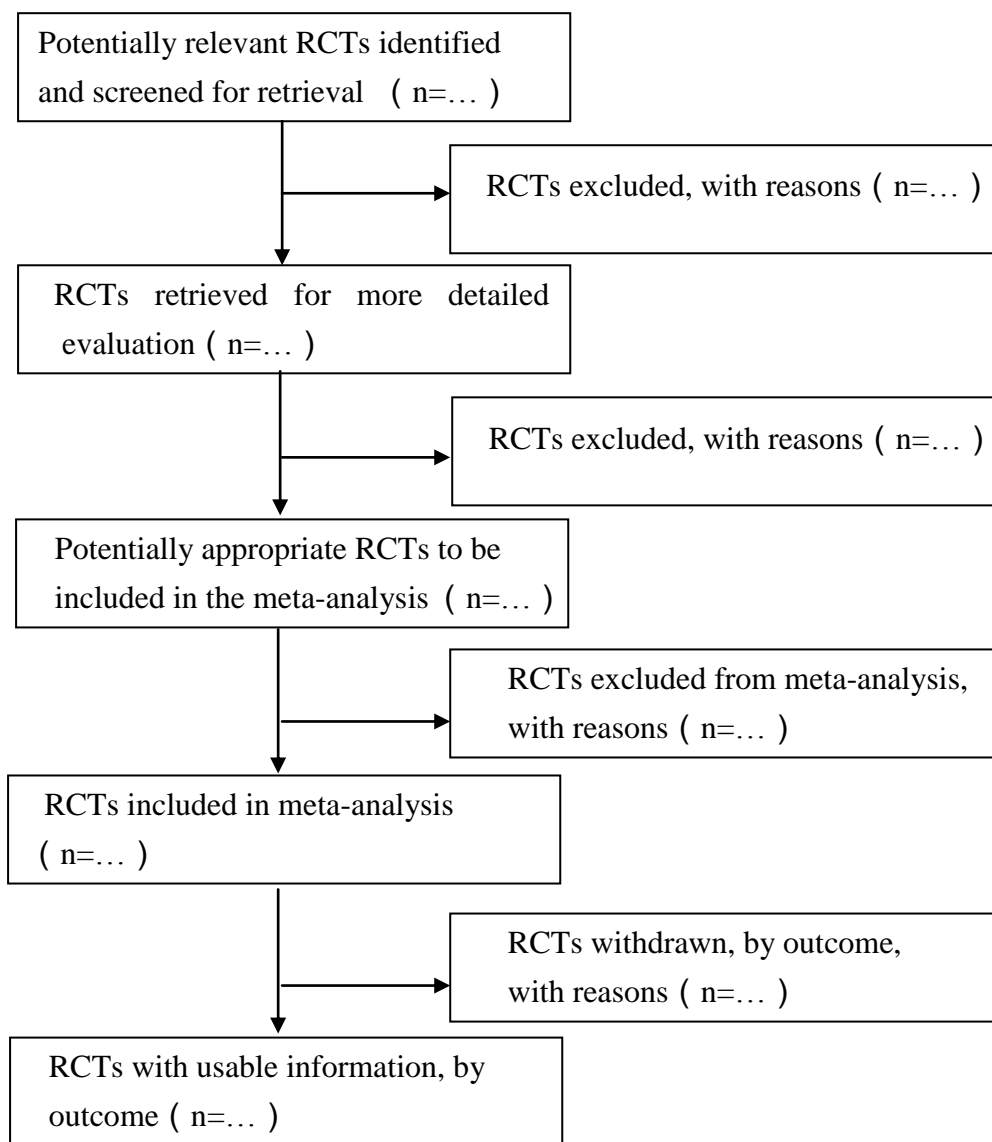 Potentially relevant RCTs identified
and screened for retrieval ( n=… )
RCTs excluded, with reasons ( n=… )
RCTs retrieved for more detailed
evaluation ( n=… )
RCTs excluded, with reasons ( n=… )
Potentially appropriate RCTs to be
included in the meta-analysis ( n=… )
RCTs excluded from meta-analysis,
with reasons ( n=… )
RCTs included in meta-analysis
( n=… )
RCTs withdrawn, by outcome,
with reasons ( n=… )
RCTs with usable information, by
outcome ( n=… )